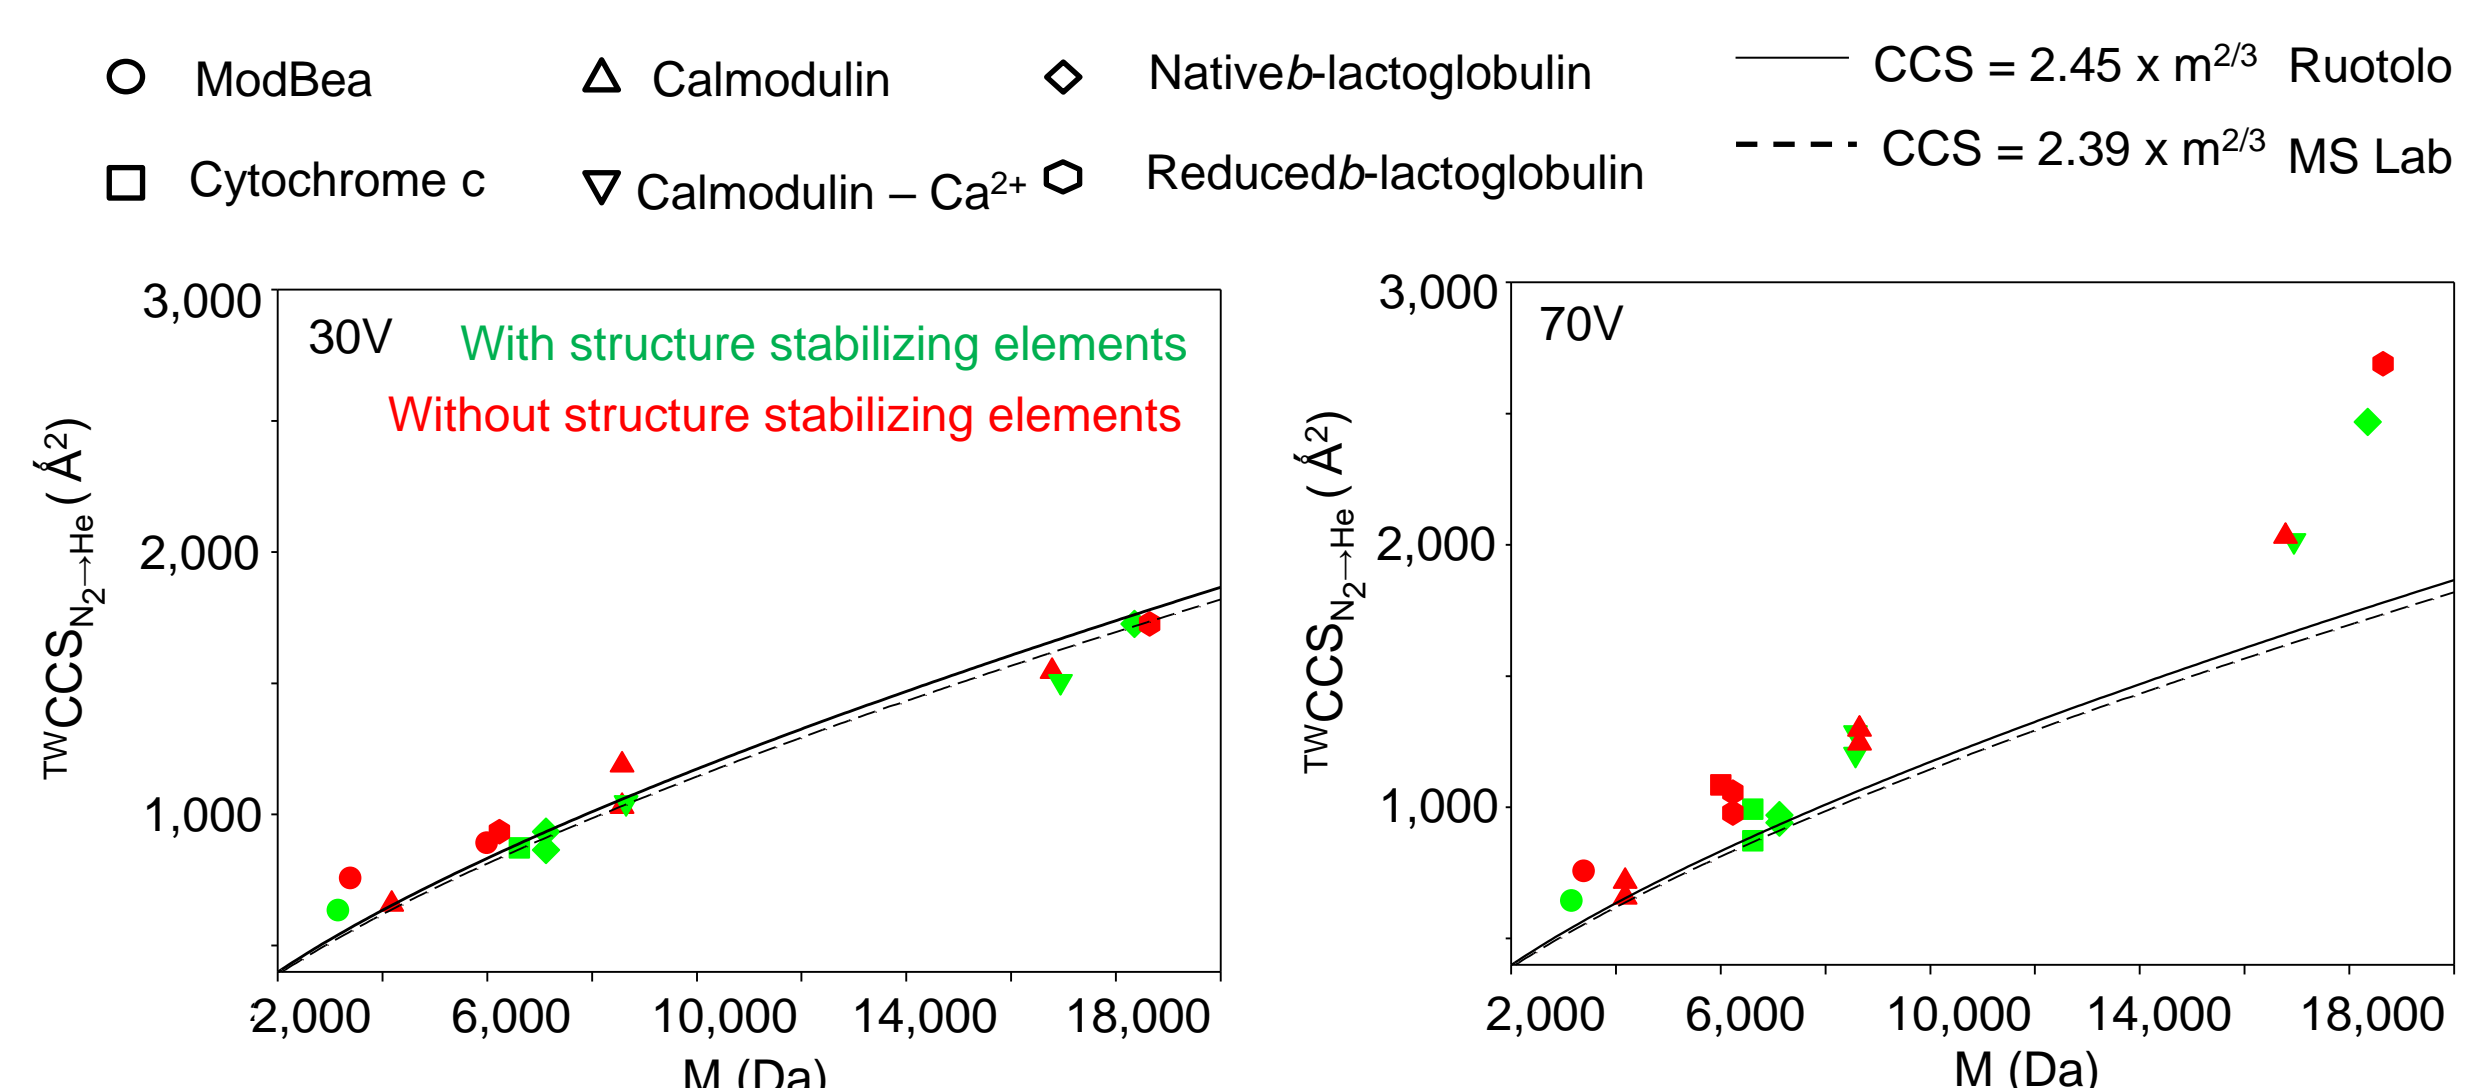 ModBea
Calmodulin
Nativeb-lactoglobulin
CCS = 2.45 x m2/3 Ruotolo
Cytochrome c
Calmodulin – Ca2+
Reducedb-lactoglobulin
CCS = 2.39 x m2/3 MS Lab
30V
With structure stabilizing elements
Without structure stabilizing elements
3,000
2,000
1,000
TWCCSN2→He ( Å2)
2,000 6,000 10,000 14,000 18,000
M (Da)
70V
3,000
2,000
1,000
TWCCSN2→He ( Å2)
2,000 6,000 10,000 14,000 18,000
M (Da)